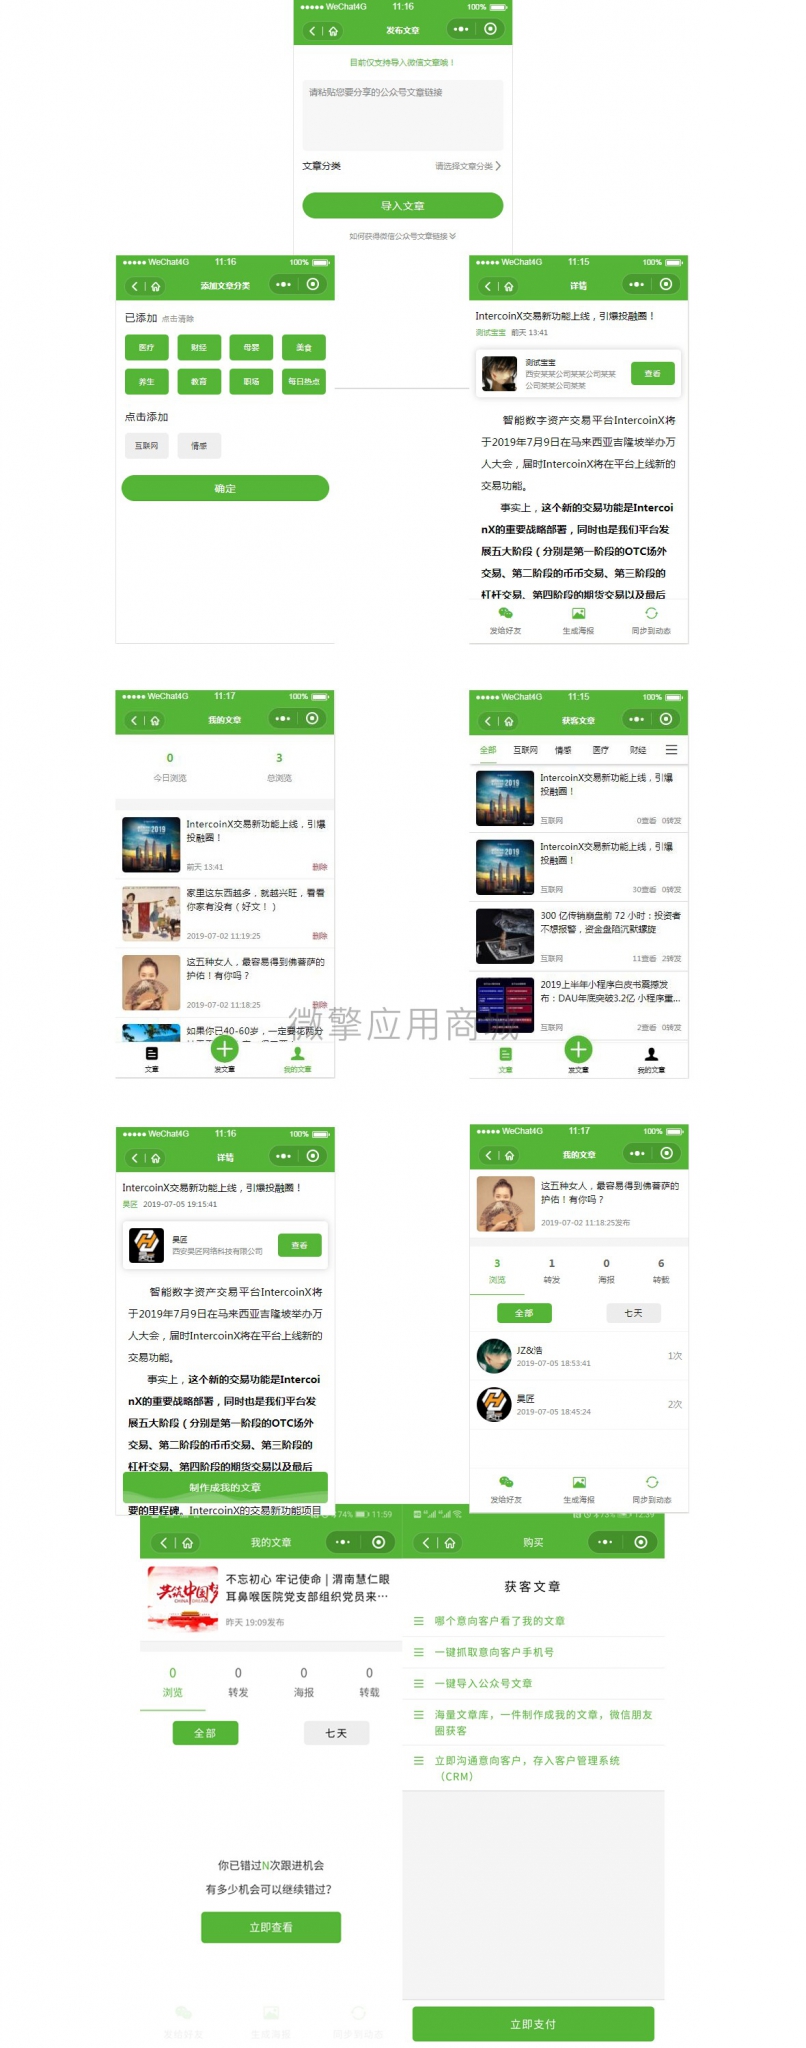 WeChat4G 11:16 100%
发布文章
目前仅支持导入微信文章哦！
请粘贴您要分享的公众号文章链接
文章分类 请选择文章分类
导入文章
如何获得微信公众号文章链接
WeChat4G 11:16 100%
添加文章分类
已添加 点击清除
医疗 财经 母婴 美食
养生 教育 职场 每日热点
点击添加
互联网 情感
确定
WeChat4G 11:15 100%
详情
IntercoinX交易新功能上线，引爆投融圈！
测试宝宝 前天 13:41
测试宝宝
西安某某公司某某公司某某
公司某某公司某某
查看
智能数字资产交易平台IntercoinX将
于2019年7月9日在马来西亚吉隆坡举办万
人大会，届时IntercoinX将在平台上线新的
交易功能。
事实上，这个新的交易功能是Intercoi
nX的重要战略部署，同时也是我们平台发
展五大阶段（分别是第一阶段的OTC场外
交易、第二阶段的币币交易、第三阶段的
杠杆交易、第四阶段的期货交易以及最后
发给好友 生成海报 同步到动态
WeChat4G 11:17 100%
我的文章
0 3
今日浏览 总浏览
IntercoinX交易新功能上线，引爆
投融圈！
前天 13:41 删除
家里这东西越多，就越兴旺，看看
你家有没有（好文！）
2019-07-02 11:19:25 删除
这五种女人，最容易得到佛菩萨的
护佑！有你吗？
2019-07-02 11:18:25 删除
如果你已40-60岁，一定要花两分
文章 发文章 我的文章
WeChat4G 11:15 100%
获客文章
全部 互联网 情感 医疗 财经
IntercoinX交易新功能上线，引爆
投融圈！
互联网 0查看 0转发
IntercoinX交易新功能上线，引爆
投融圈！
互联网 30查看 0转发
300 亿传销崩盘前 72 小时：投资者
不想报警，资金盘陷沉默螺旋
互联网 11查看 2转发
2019上半年小程序白皮书震撼发
布：DAU年底突破3.2亿 小程序重...
互联网 2查看 0转发
文章 发文章 我的文章
微擎应用商城
WeChat4G 11:16 100%
详情
IntercoinX交易新功能上线，引爆投融圈！
昊匠 2019-07-05 19:15:41
昊匠
西安昊匠网络科技有限公司
查看
智能数字资产交易平台IntercoinX将
于2019年7月9日在马来西亚吉隆坡举办万
人大会，届时IntercoinX将在平台上线新的
交易功能。
事实上，这个新的交易功能是Intercoi
nX的重要战略部署，同时也是我们平台发
展五大阶段（分别是第一阶段的OTC场外
交易、第二阶段的币币交易、第三阶段的
杠杆交易、第四阶段的期货交易以及最后
制作成我的文章
要的里程碑。IntercoinX的交易新功能项目
WeChat4G 11:17 100%
我的文章
这五种女人，最容易得到佛菩萨的
护佑！有你吗？
2019-07-02 11:18:25发布
3 1 0 6
浏览 转发 海报 转载
全部 七天
JZ&浩
2019-07-05 18:53:41 1次
昊匠
2019-07-05 18:45:24 2次
发给好友 生成海报 同步到动态
74% 11:59
我的文章
共筑中国梦
CHINA DREAM
不忘初心 牢记使命 | 渭南慧仁眼
耳鼻喉医院党支部组织党员来...
昨天 19:09发布
0 0 0 0
浏览 转发 海报 转载
全部 七天
你已错过N次跟进机会
有多少机会可以继续错过？
立即查看
发给好友 生成海报 同步到动态
73% 12:39
购买
获客文章
哪个意向客户看了我的文章
一键抓取意向客户手机号
一键导入公众号文章
海量文章库，一件制作成我的文章，微信朋友
圈获客
立即沟通意向客户，存入客户管理系统
（CRM）
立即支付